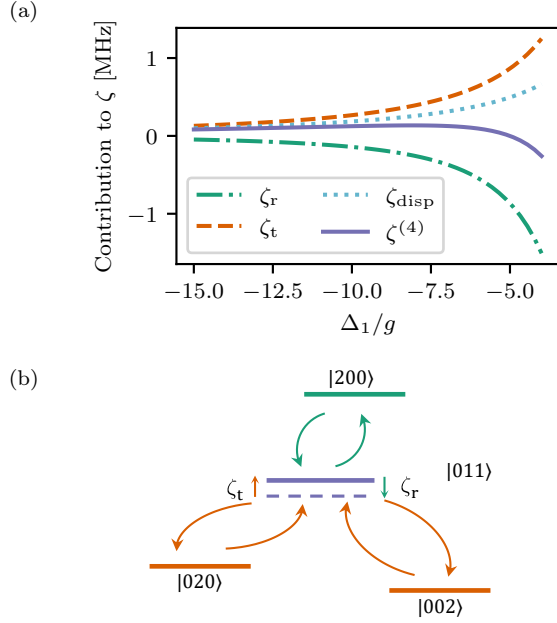 (a)
Contribution to ζ [MHz]
1
0
−1
ζr
ζt
ζdisp
ζ(4)
−15.0 −12.5 −10.0 −7.5 −5.0
Δ1/g
(b)
|200⟩
|011⟩
ζt
ζr
|020⟩
|002⟩